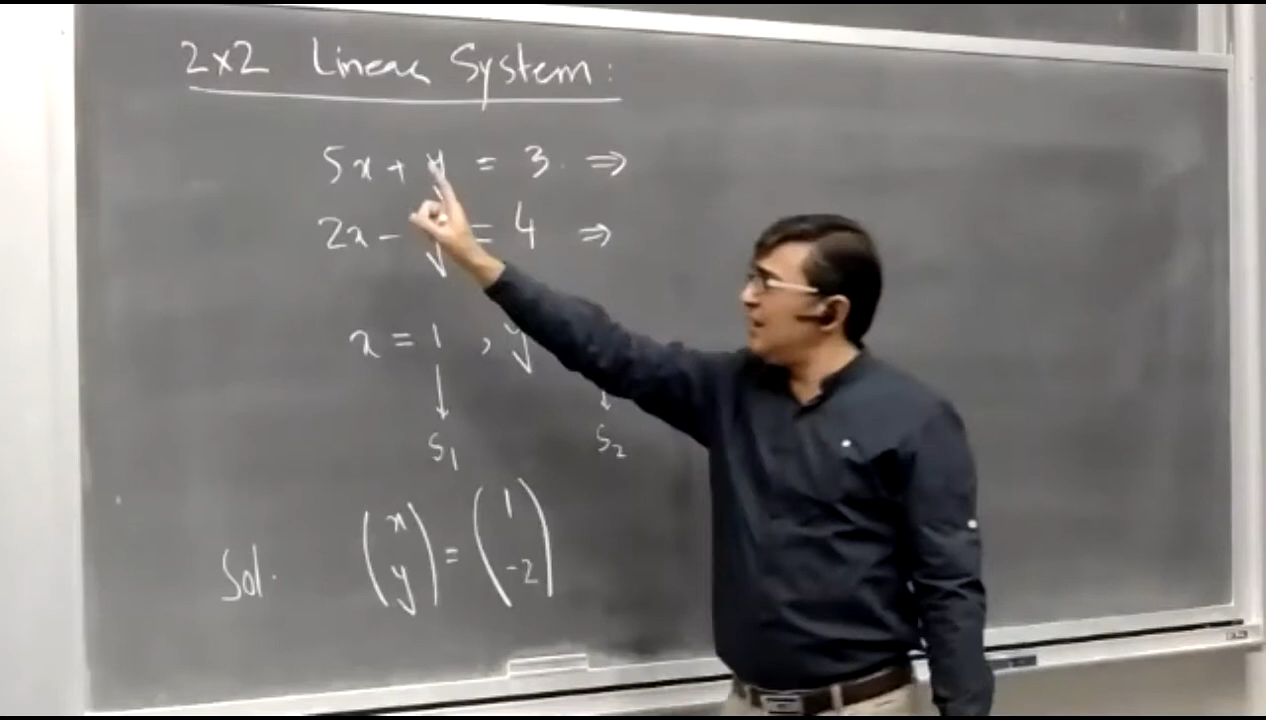 2x2 Linear System:
5x + y = 3. ⇒
2x - y = 4 ⇒
x = 1 , y
↓ ↓
S₁ S₂
Sol. (x y) = (1 -2)